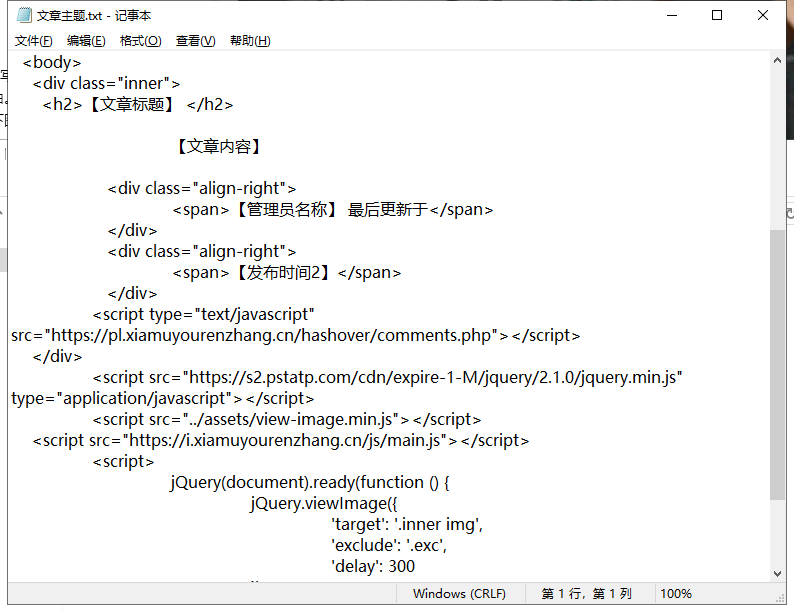 文章主题.txt - 记事本
文件(F) 编辑(E) 格式(O) 查看(V) 帮助(H)
<body>
<div class="inner">
<h2>【文章标题】 </h2>
【文章内容】
<div class="align-right">
<span>【管理员名称】 最后更新于</span>
</div>
<div class="align-right">
<span>【发布时间2】</span>
</div>
<script type="text/javascript"
src="https://pl.xiamuyourenzhang.cn/hashover/comments.php"></script>
</div>
<script src="https://s2.pstatp.com/cdn/expire-1-M/jquery/2.1.0/jquery.min.js"
type="application/javascript"></script>
<script src="../assets/view-image.min.js"></script>
<script src="https://i.xiamuyourenzhang.cn/js/main.js"></script>
<script>
jQuery(document).ready(function () {
jQuery.viewImage({
'target': '.inner img',
'exclude': '.exc',
'delay': 300
Windows (CRLF) 第 1 行，第 1 列 100%